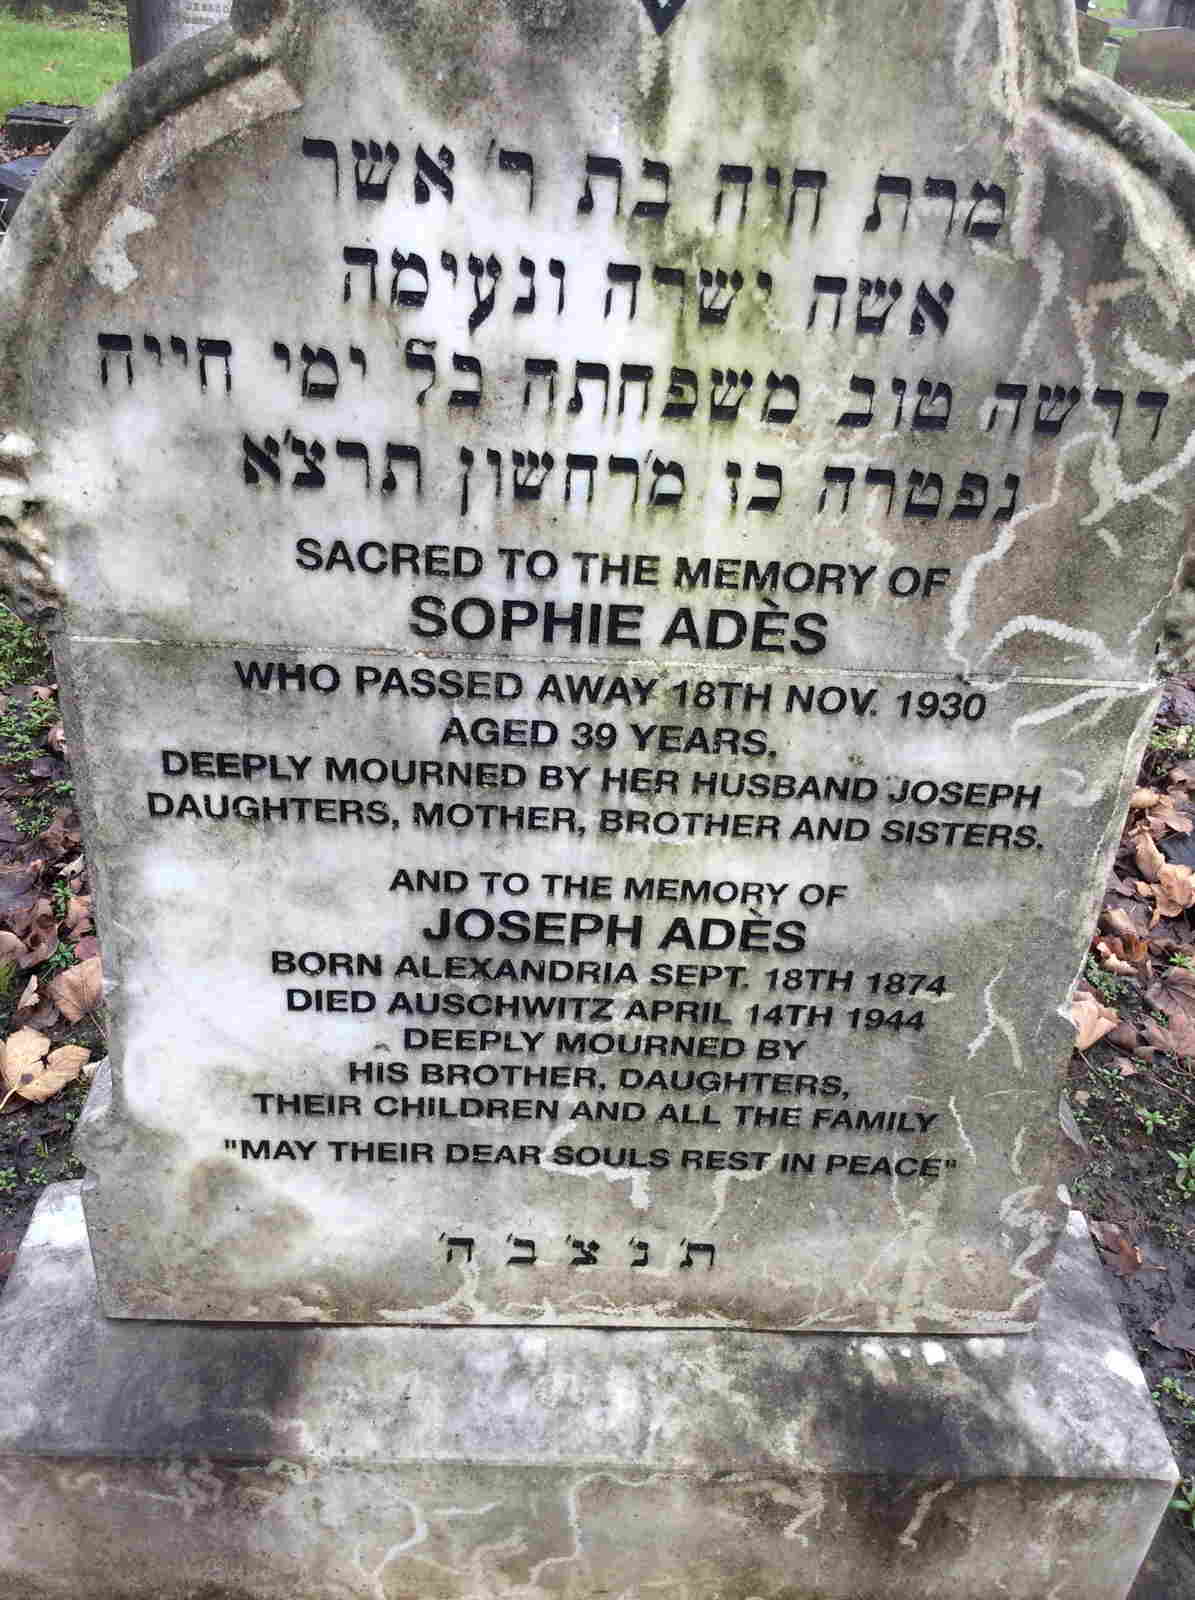 מרת חיה בת ר' אשר
אשה ישרה ונעימה
דרשה טוב משפחתה כל ימי חייה
נפטרה כז מ'רחשון תרצ'א
SACRED TO THE MEMORY OF
SOPHIE ADÈS
WHO PASSED AWAY 18TH NOV. 1930
AGED 39 YEARS.
DEEPLY MOURNED BY HER HUSBAND JOSEPH
DAUGHTERS, MOTHER, BROTHER AND SISTERS.
AND TO THE MEMORY OF
JOSEPH ADÈS
BORN ALEXANDRIA SEPT. 18TH 1874
DIED AUSCHWITZ APRIL 14TH 1944
DEEPLY MOURNED BY
HIS BROTHER, DAUGHTERS,
THEIR CHILDREN AND ALL THE FAMILY
"MAY THEIR DEAR SOULS REST IN PEACE"
ת' נ' צ' ב' ה'